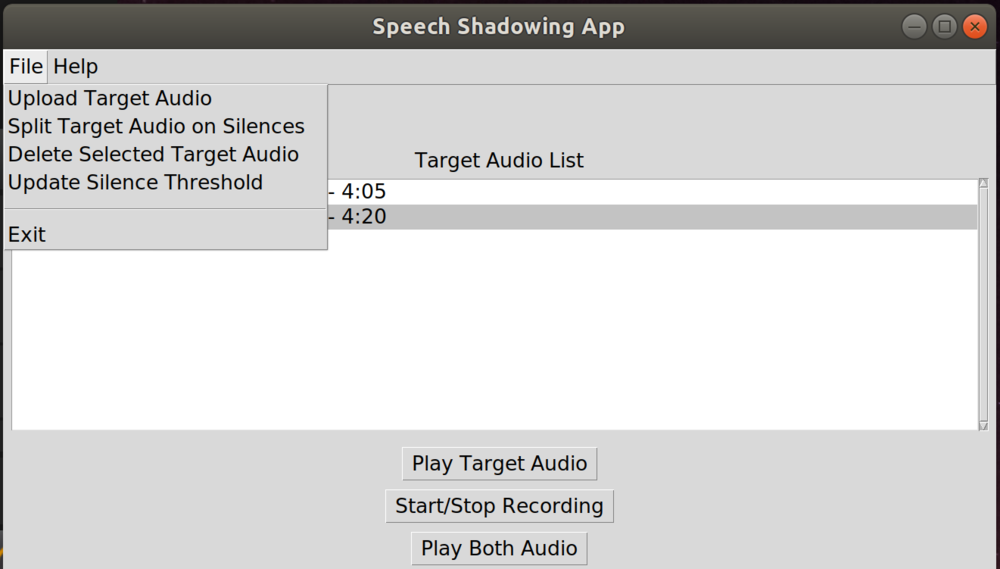 Speech Shadowing App
File Help
Upload Target Audio
Split Target Audio on Silences
Delete Selected Target Audio
Update Silence Threshold
Exit
Target Audio List
- 4:05
- 4:20
Play Target Audio
Start/Stop Recording
Play Both Audio